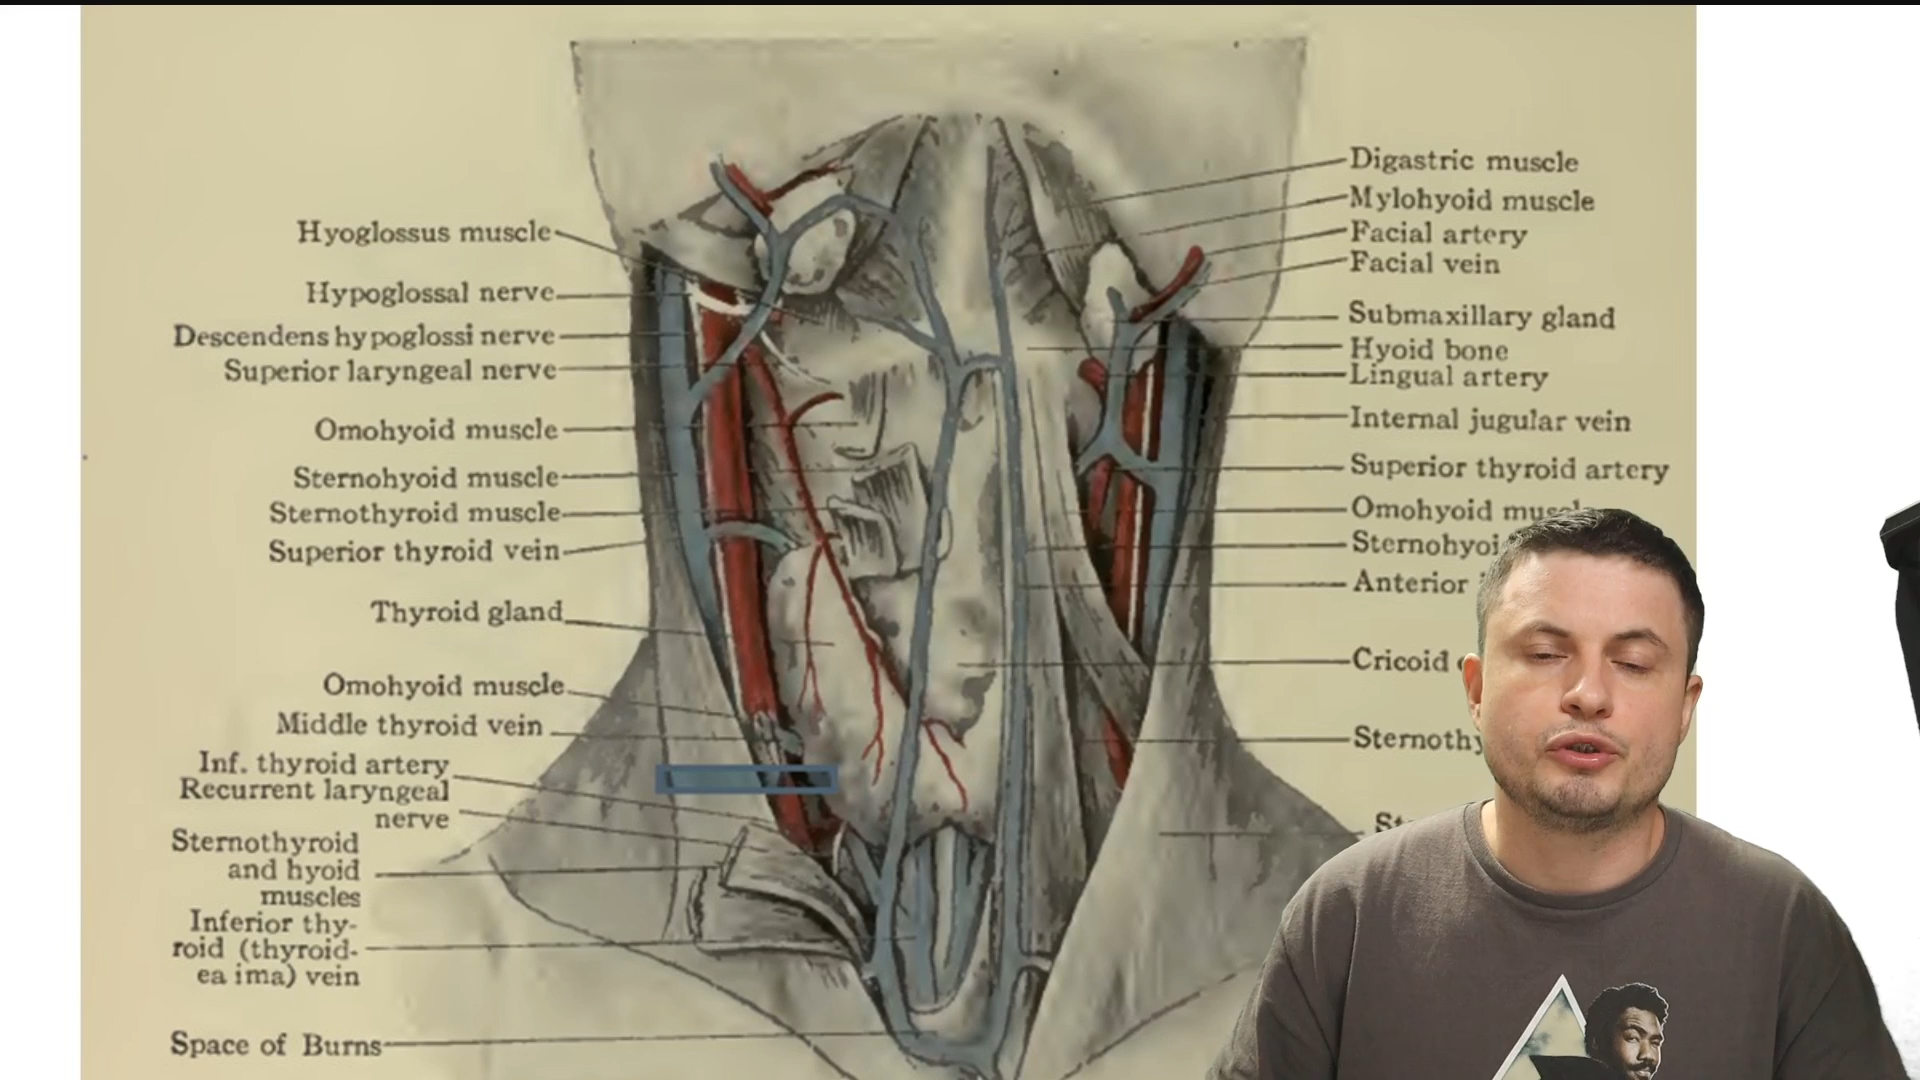 Hyoglossus muscle
Hypoglossal nerve
Descendens hypoglossi nerve
Superior laryngeal nerve
Omohyoid muscle
Sternohyoid muscle
Sternothyroid muscle
Superior thyroid vein
Thyroid gland
Omohyoid muscle
Middle thyroid vein
Inf. thyroid artery
Recurrent laryngeal
nerve
Sternothyroid
and hyoid
muscles
Inferior thy-
roid (thyroid-
ea ima) vein
Space of Burns
Digastric muscle
Mylohyoid muscle
Facial artery
Facial vein
Submaxillary gland
Hyoid bone
Lingual artery
Internal jugular vein
Superior thyroid artery
Omohyoid
Anterior
Cricoid